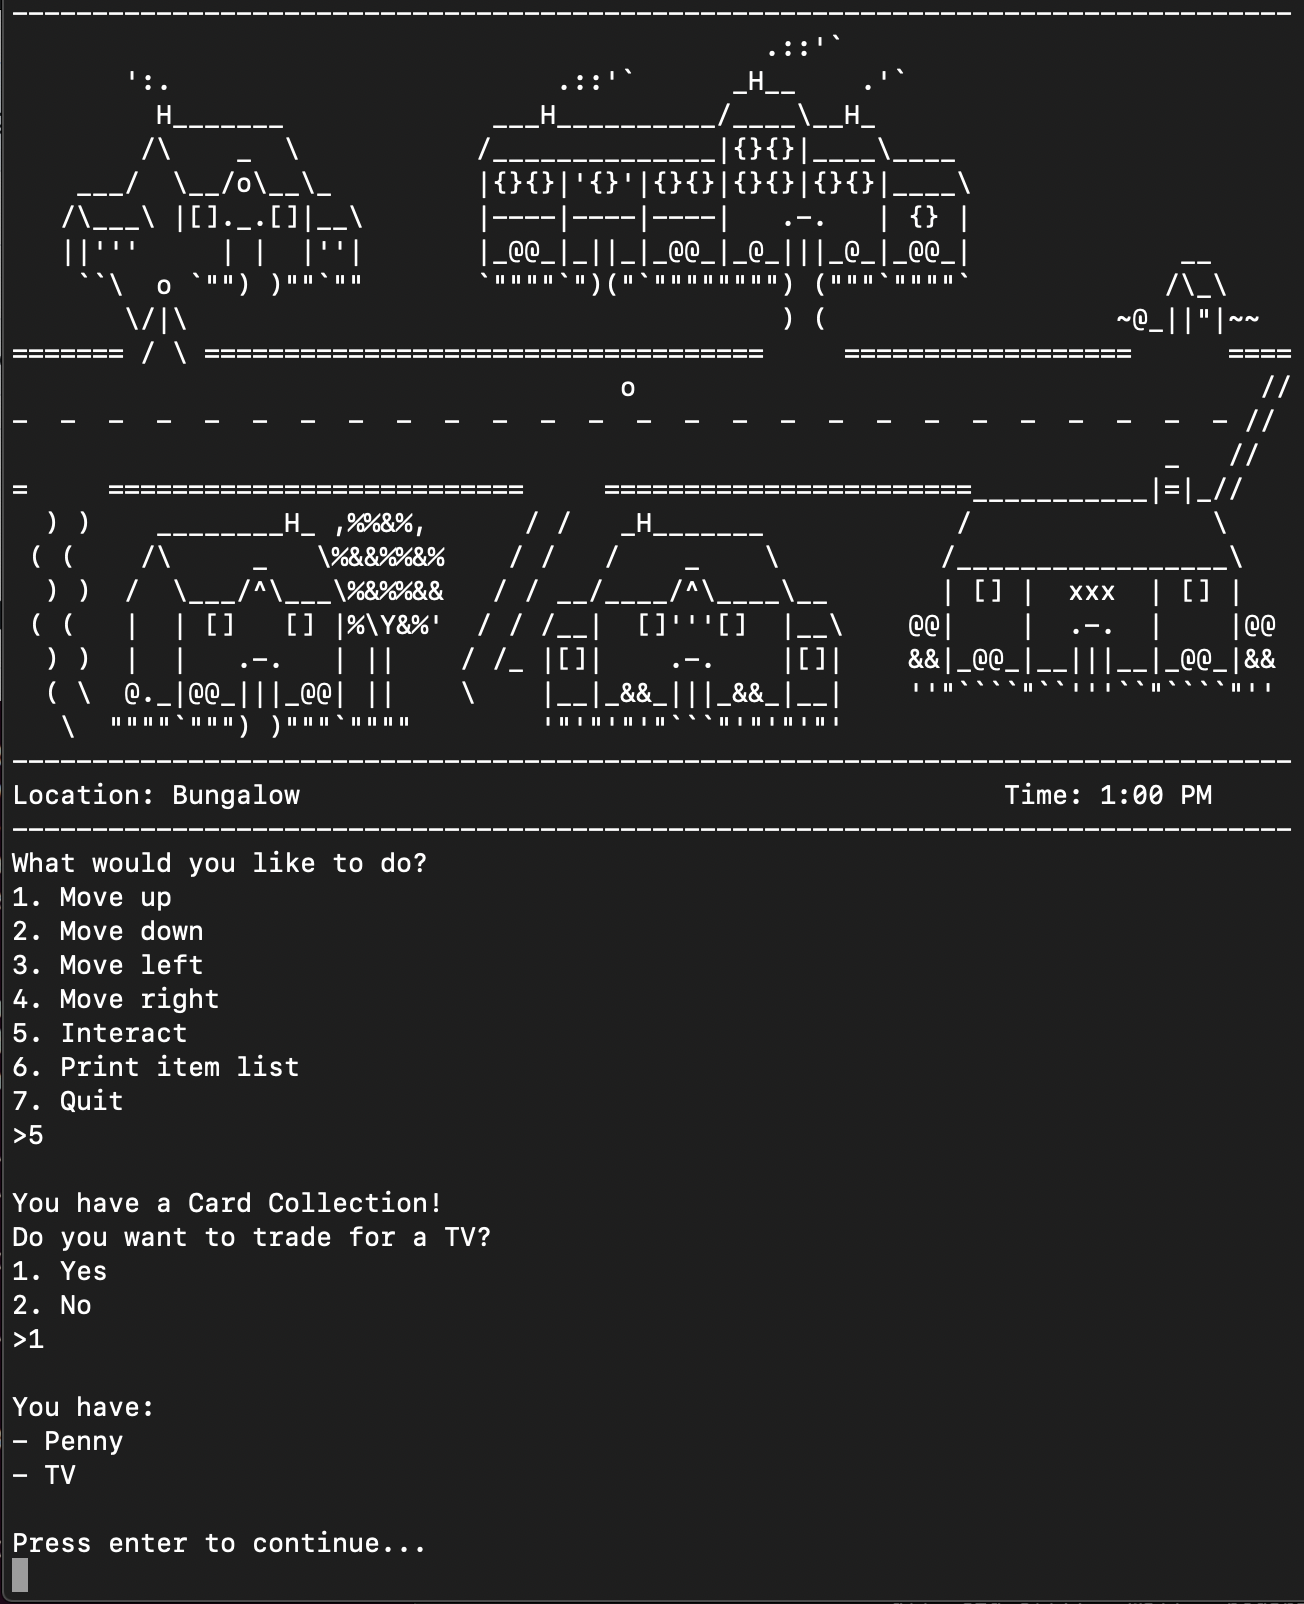 Location: Bungalow Time: 1:00 PM
What would you like to do?
1. Move up
2. Move down
3. Move left
4. Move right
5. Interact
6. Print item list
7. Quit
>5
You have a Card Collection!
Do you want to trade for a TV?
1. Yes
2. No
>1
You have:
- Penny
- TV
Press enter to continue...